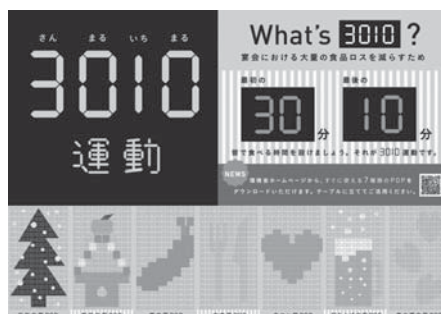 さん まる いち まる
3010
運動
What's 3010 ?
宴会における大量の食品ロスを減らすため
最初の
30分
最後の
10分
席で食べる時間を設けましょう。それが3010運動です。
NEWS
環境省ホームページから、すぐに使える7種類のPOPを
ダウンロードいただけます。テーブルに立ててご活用ください。